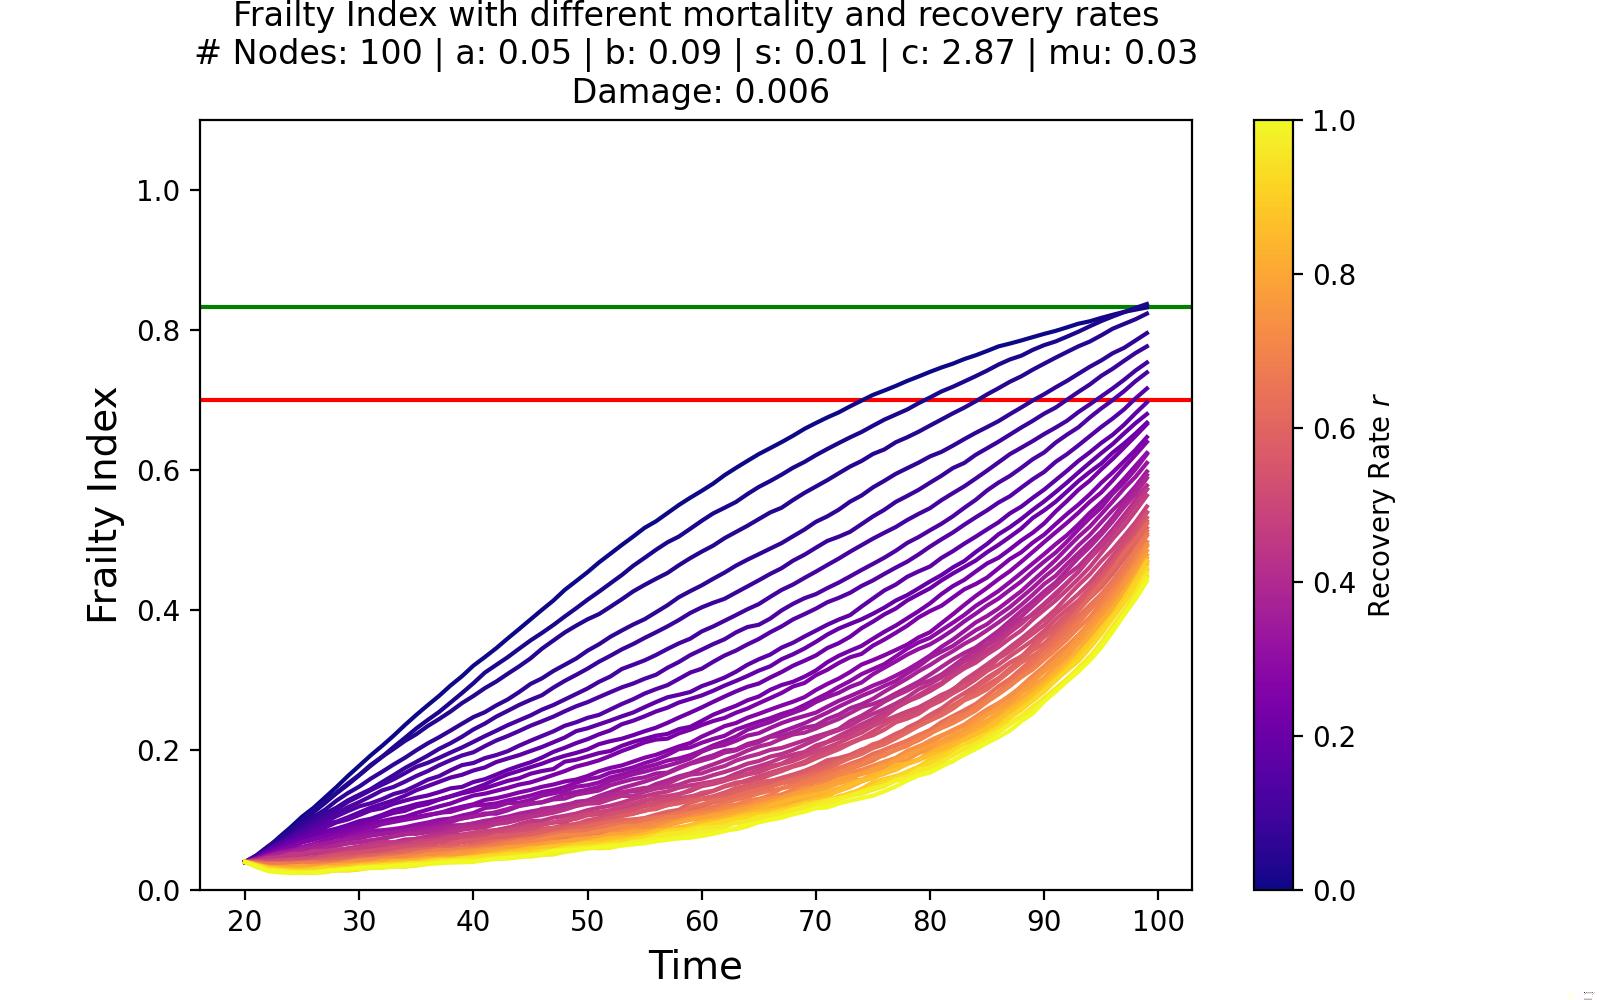 Frailty Index with different mortality and recovery rates
# Nodes: 100 | a: 0.05 | b: 0.09 | s: 0.01 | c: 2.87 | mu: 0.03
Damage: 0.006
Frailty Index
1.0
0.8
0.6
0.4
0.2
0.0
20 30 40 50 60 70 80 90 100
Time
1.0
0.8
0.6
0.4
0.2
0.0
Recovery Rate r